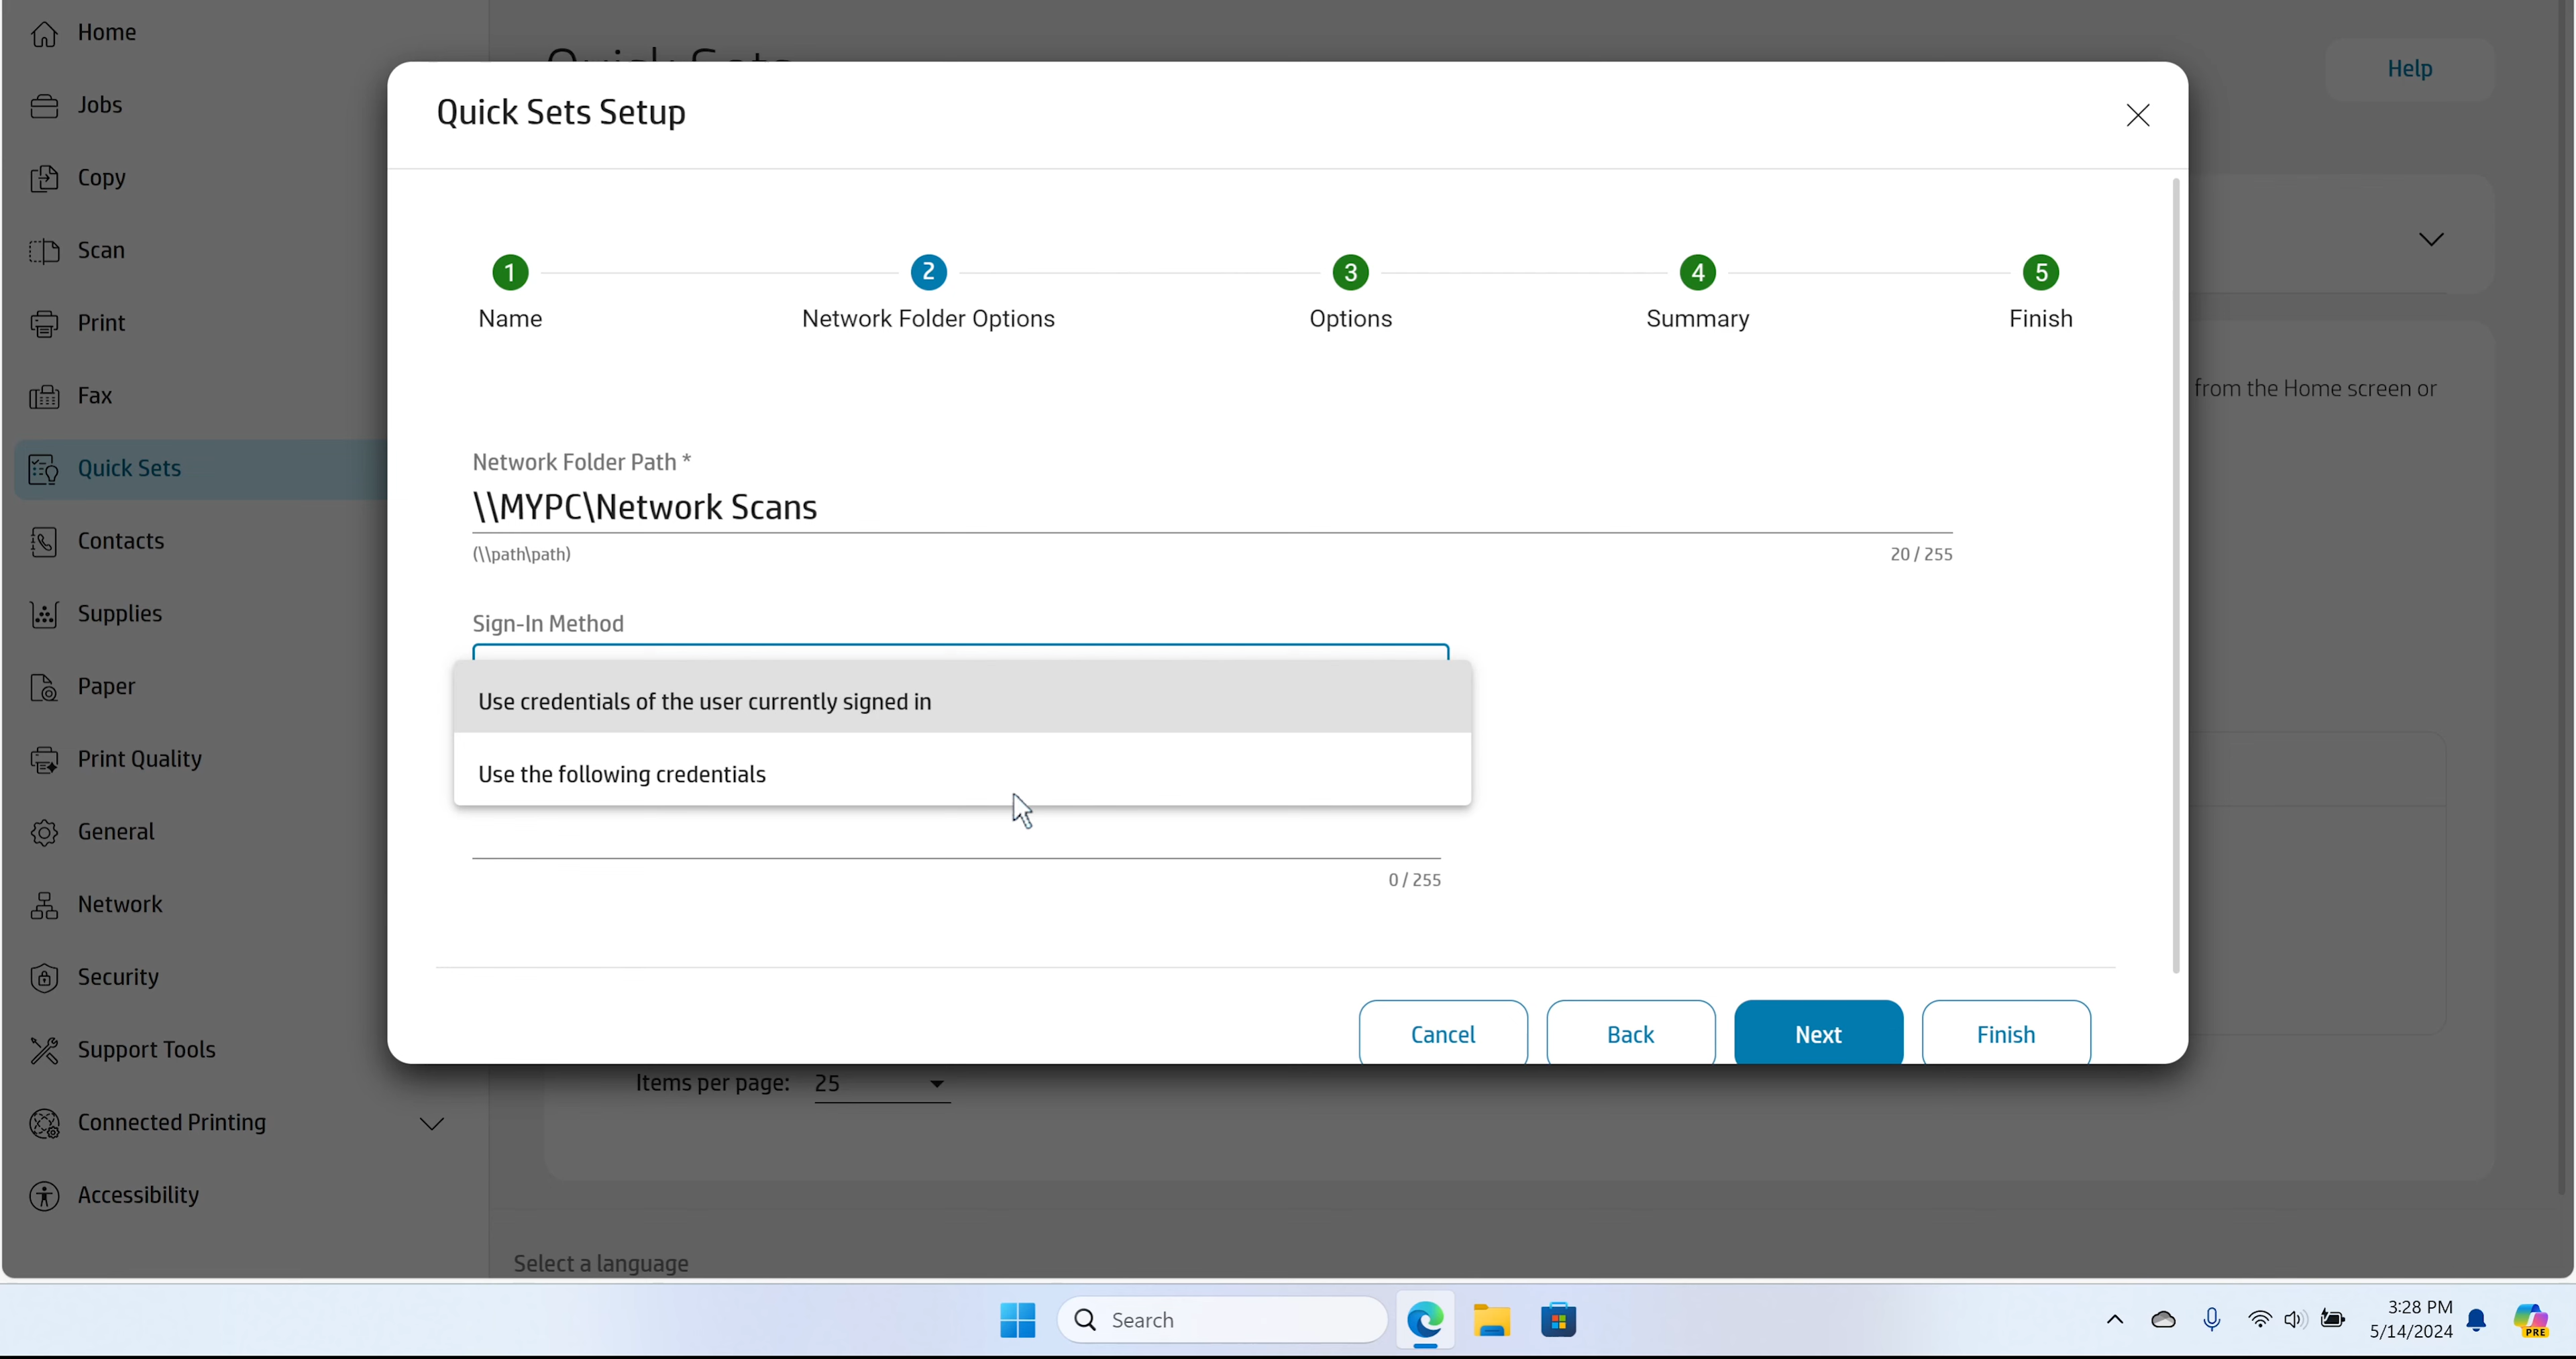 Home
Jobs
Copy
Scan
Print
Fax
Quick Sets
Contacts
Supplies
Paper
Print Quality
General
Network
Security
Support Tools
Connected Printing
Accessibility
Quick Sets
Help
Quick Sets Setup
1
2
3
4
5
Name
Network Folder Options
Options
Summary
Finish
from the Home screen or
Network Folder Path *
\\MYPC\Network Scans
(\\path\path)
20 / 255
Sign-In Method
Use credentials of the user currently signed in
Use the following credentials
0 / 255
Cancel
Back
Next
Finish
Items per page: 25
Select a language
Search
3:28 PM
5/14/2024
PRE